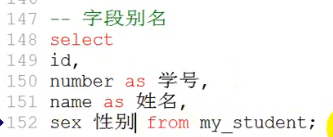 147 -- 字段别名
148 select
149 id,
150 number as 学号,
151 name as 姓名,
152 sex 性别 from my_student;